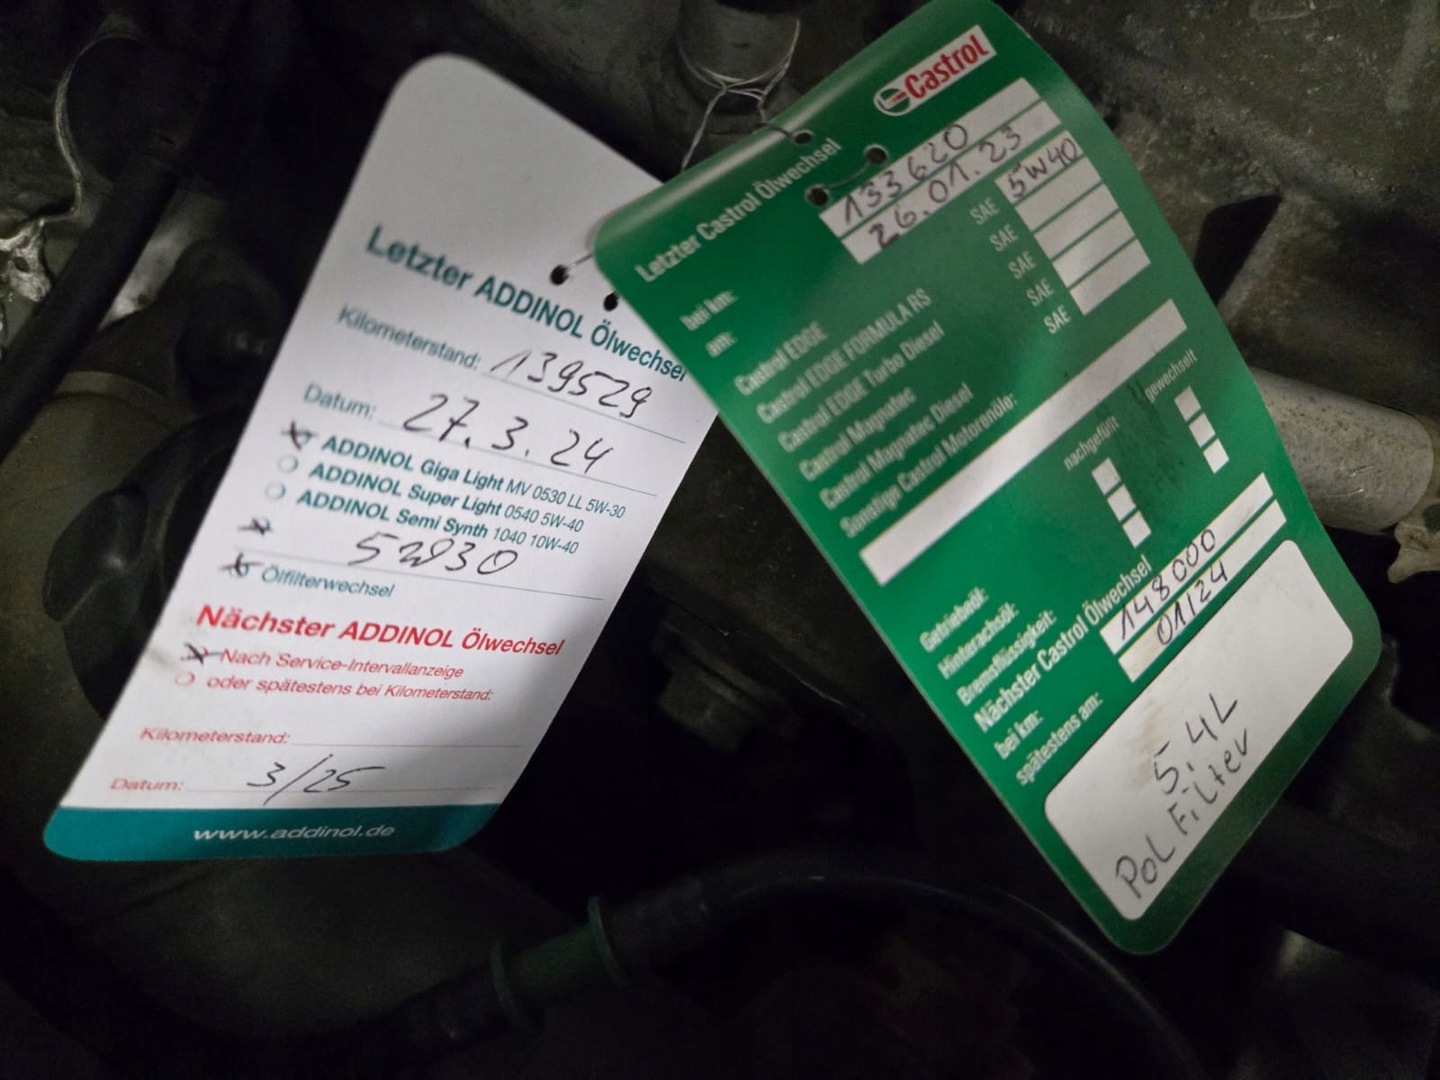 Letzter ADDINOL Ölwechsel
Kilometerstand: 139529
Datum: 27.3.24
ADDINOL Giga Light MV 0530 LL 5W-30
ADDINOL Super Light 0540 5W-40
ADDINOL Semi Synth 1040 10W-40
5W30
Ölfilterwechsel
Nächster ADDINOL Ölwechsel
Nach Service-Intervallanzeige
oder spätestens bei Kilometerstand:
Kilometerstand:
Datum: 3/25
www.addinol.de
Castrol
Letzter Castrol Ölwechsel
bei km: 133620
am: 26.01.23
Castrol EDGE SAE 5W40
Castrol EDGE FORMULA RS SAE
Castrol EDGE Turbo Diesel SAE
Castrol Magnatec SAE
Castrol Magnatec Diesel SAE
Sonstige Castrol Motorenöle:
nachgefüllt gewechselt
Getriebeöl:
Hinterachsöl:
Bremsflüssigkeit:
Nächster Castrol Ölwechsel
bei km: 148000
spätestens am: 01/24
5,4L
PoL Filter